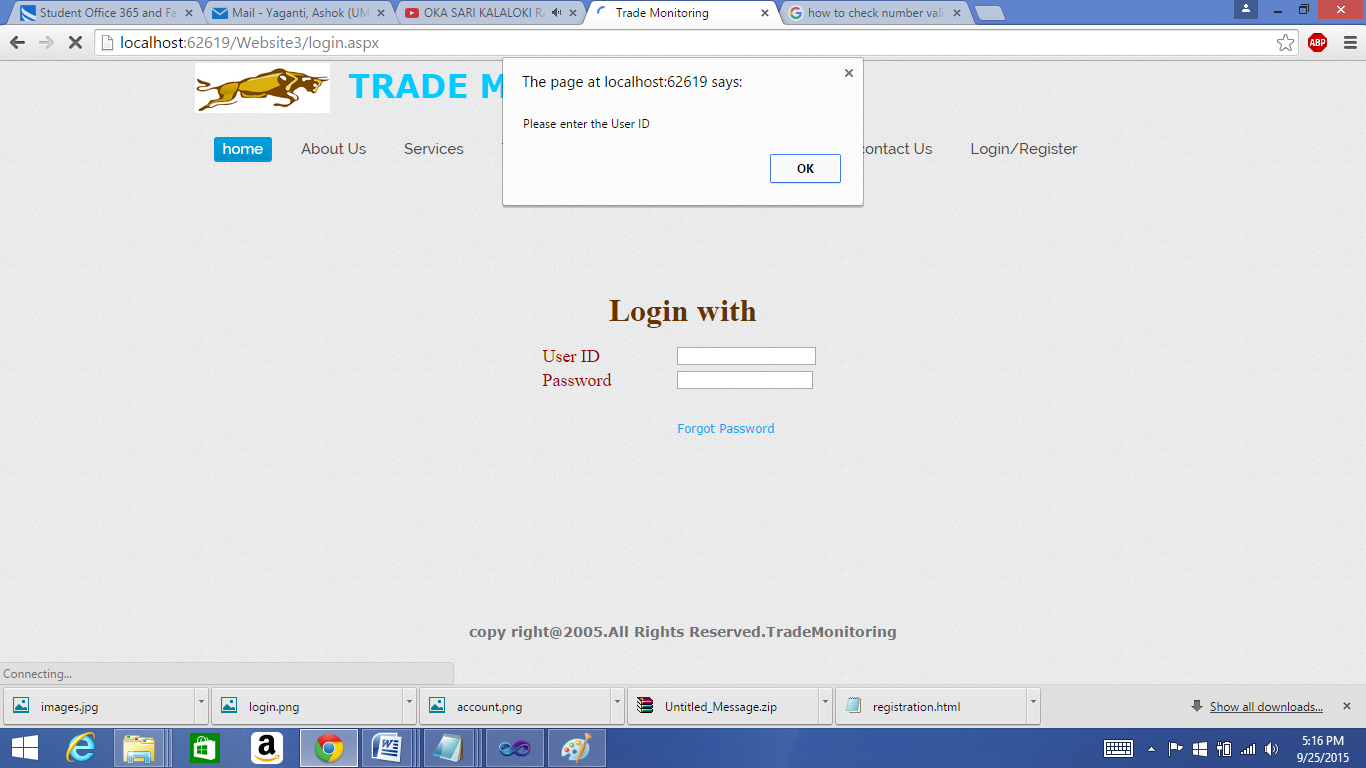 Student Office 365 and Fa
Mail - Yaganti, Ashok (UM
OKA SARI KALALOKI RA
Trade Monitoring
how to check number vali
localhost:62619/Website3/login.aspx
ABP
TRADE M
The page at localhost:62619 says:
Please enter the User ID
OK
home
About Us
Services
contact Us
Login/Register
Login with
User ID
Password
Forgot Password
copy right@2005.All Rights Reserved.TradeMonitoring
Connecting...
images.jpg
login.png
account.png
Untitled_Message.zip
registration.html
Show all downloads...
5:16 PM
9/25/2015